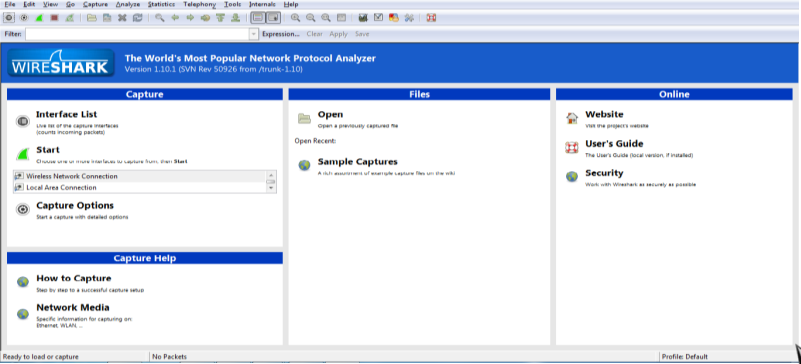 File Edit View Go Capture Analyze Statistics Telephony Tools Internals Help
Filter: Expression... Clear Apply Save
WIRESHARK
The World's Most Popular Network Protocol Analyzer
Version 1.10.1 (SVN Rev 50926 from /trunk-1.10)
Capture
Interface List
Live list of the capture interfaces
(counts incoming packets)
Start
Choose one or more interfaces to capture from, then Start
Wireless Network Connection
Local Area Connection
Capture Options
Start a capture with detailed options
Capture Help
How to Capture
Step by step to a successful capture setup
Network Media
Specific information for capturing on:
Ethernet, WLAN, ...
Files
Open
Open a previously captured file
Open Recent:
Sample Captures
A rich assortment of example capture files on the wiki
Online
Website
Visit the project's website
User's Guide
The User's Guide (local version, if installed)
Security
Work with Wireshark as securely as possible
Ready to load or capture
No Packets
Profile: Default